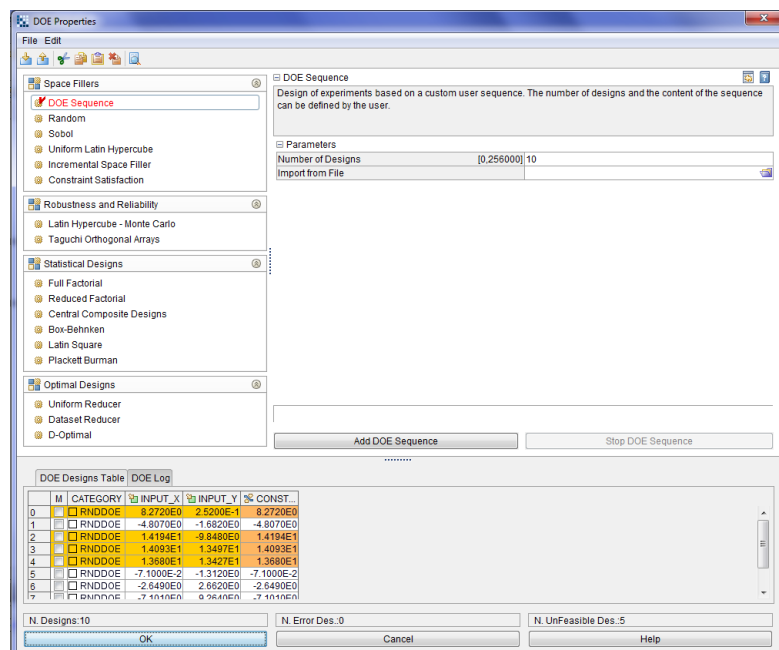 DOE Properties
File Edit
Space Fillers
DOE Sequence
Random
Sobol
Uniform Latin Hypercube
Incremental Space Filler
Constraint Satisfaction
Robustness and Reliability
Latin Hypercube - Monte Carlo
Taguchi Orthogonal Arrays
Statistical Designs
Full Factorial
Reduced Factorial
Central Composite Designs
Box-Behnken
Latin Square
Plackett Burman
Optimal Designs
Uniform Reducer
Dataset Reducer
D-Optimal
DOE Sequence
Design of experiments based on a custom user sequence. The number of designs and the content of the sequence
can be defined by the user.
Parameters
Number of Designs [0,256000] 10
Import from File
Add DOE Sequence Stop DOE Sequence
DOE Designs Table DOE Log
M CATEGORY INPUT_X INPUT_Y CONST...
0 RNDDOE 8.2720E0 2.5200E-1 8.2720E0
1 RNDDOE -4.8070E0 -1.6820E0 -4.8070E0
2 RNDDOE 1.4194E1 -9.8480E0 1.4194E1
3 RNDDOE 1.4093E1 1.3497E1 1.4093E1
4 RNDDOE 1.3680E1 1.3427E1 1.3680E1
5 RNDDOE -7.1000E-2 -1.3120E0 -7.1000E-2
6 RNDDOE -2.6490E0 2.6620E0 -2.6490E0
7 RNDDOE -7.1010E0 9.2640E0 -7.1010E0
N. Designs:10 N. Error Des.:0 N. UnFeasible Des.:5
OK Cancel Help